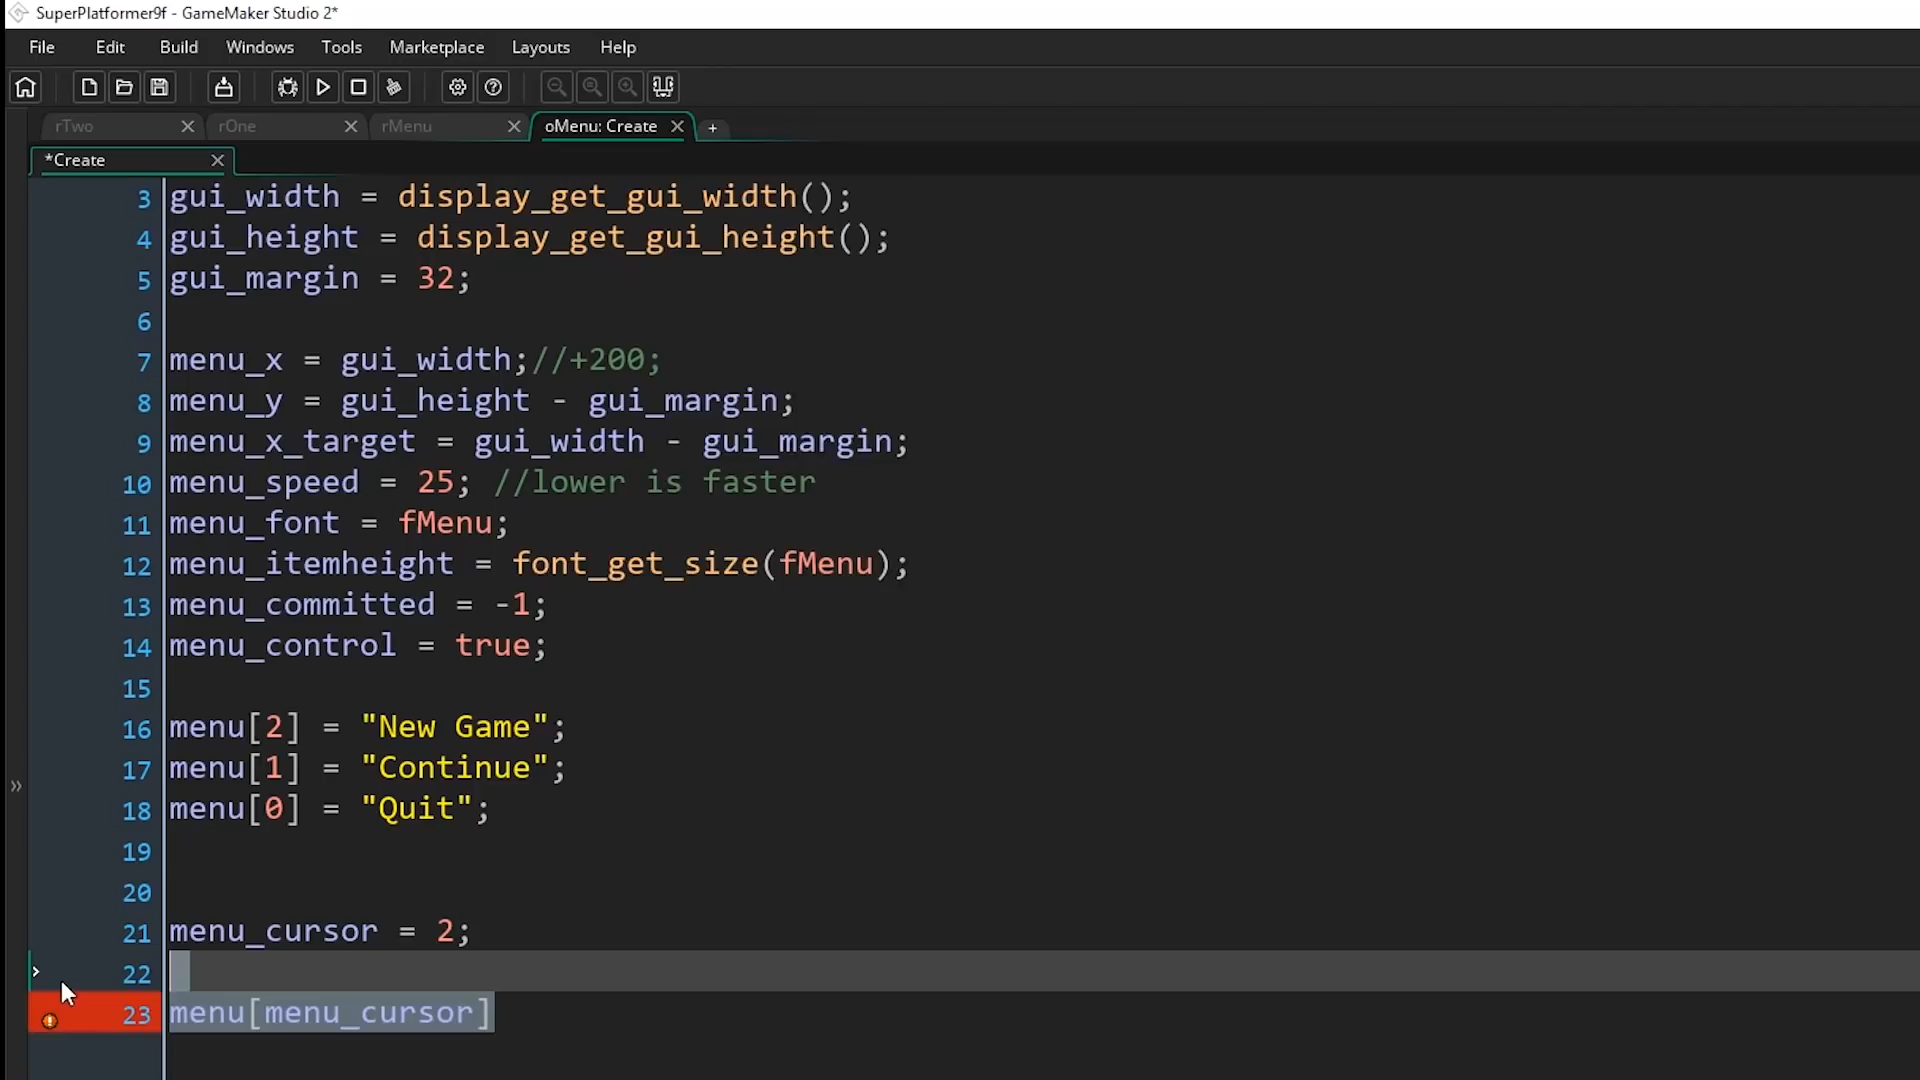 SuperPlatformer9f - GameMaker Studio 2*
File Edit Build Windows Tools Marketplace Layouts Help
rTwo rOne rMenu oMenu: Create
*Create
3 gui_width = display_get_gui_width();
4 gui_height = display_get_gui_height();
5 gui_margin = 32;
6
7 menu_x = gui_width;//+200;
8 menu_y = gui_height - gui_margin;
9 menu_x_target = gui_width - gui_margin;
10 menu_speed = 25; //lower is faster
11 menu_font = fMenu;
12 menu_itemheight = font_get_size(fMenu);
13 menu_committed = -1;
14 menu_control = true;
15
16 menu[2] = "New Game";
17 menu[1] = "Continue";
18 menu[0] = "Quit";
19
20
21 menu_cursor = 2;
22
23 menu[menu_cursor]